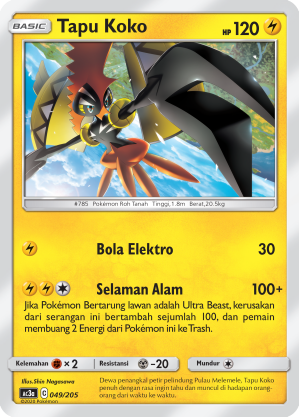 BASIC Tapu Koko HP 120
#785 Pokémon Roh Tanah Tinggi,1.8m Berat,20.5kg
Bola Elektro 30
Selaman Alam 100+
Jika Pokémon Bertarung lawan adalah Ultra Beast, kerusakan
dari serangan ini bertambah sejumlah 100, dan pemain
membuang 2 Energi dari Pokémon ini ke Trash.
Kelemahan ×2 Resistansi -20 Mundur
Illus.Shin Nagasawa
AC3a G 049/205
Dewa penangkal petir pelindung Pulau Melemele, Tapu Koko
penuh dengan rasa ingin tahu dan muncul di hadapan orang-orang
dari waktu ke waktu.